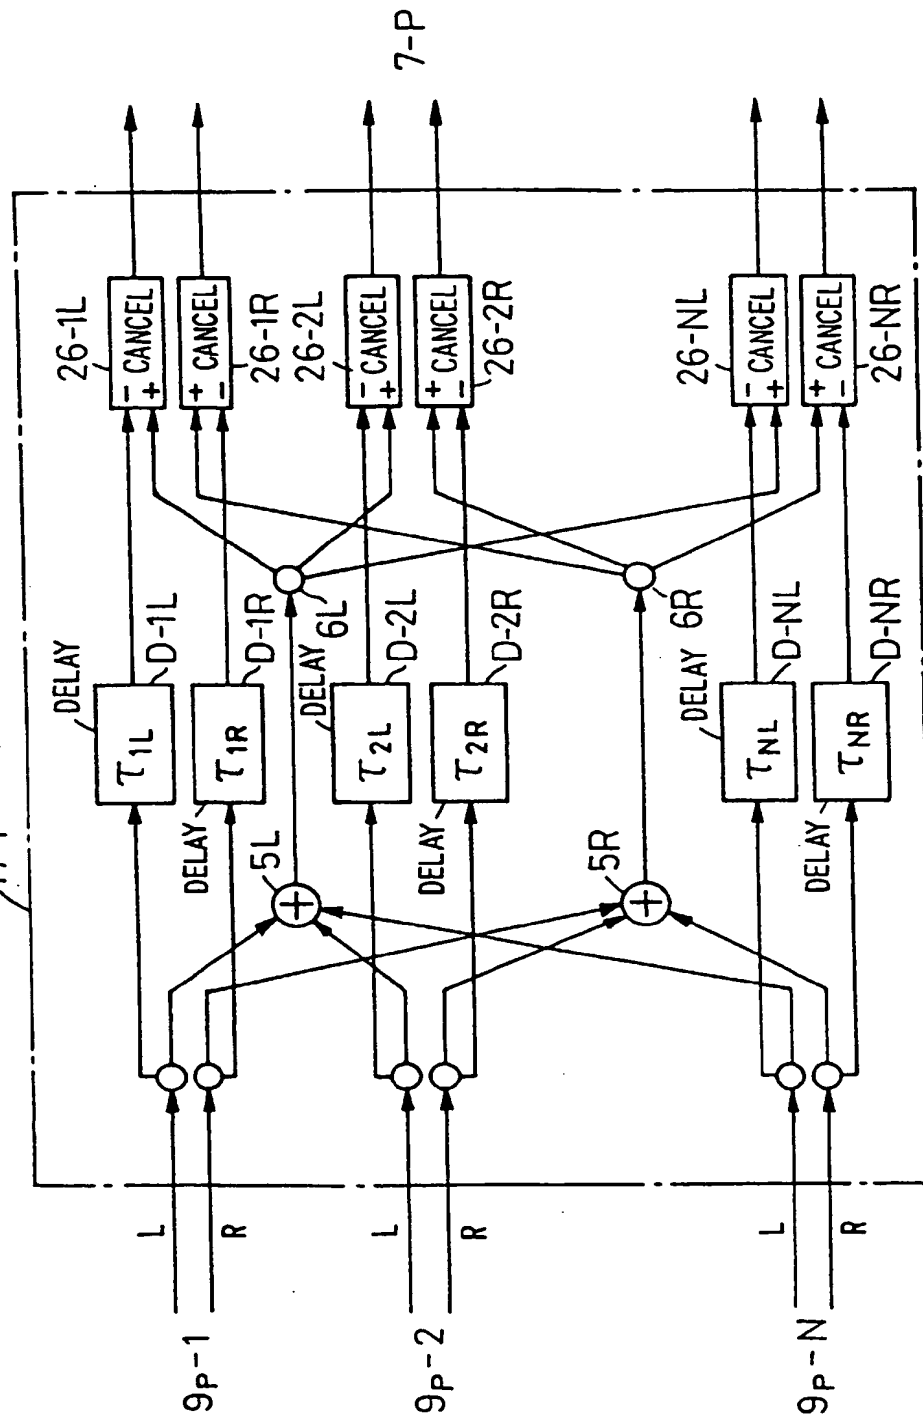 7-P
26-1L
- CANCEL
+
+ CANCEL
-
26-1R
26-2L
- CANCEL
+
+ CANCEL
-
26-2R
26-NL
- CANCEL
+
+ CANCEL
-
26-NR
6L
6R
DELAY
τ1L
D-1L
τ1R
D-1R
DELAY
DELAY
τ2L
D-2L
τ2R
D-2R
DELAY
DELAY
τNL
D-NL
τNR
D-NR
DELAY
5L
+
5R
+
L
R
9P-1
L
R
9P-2
L
R
9P-N